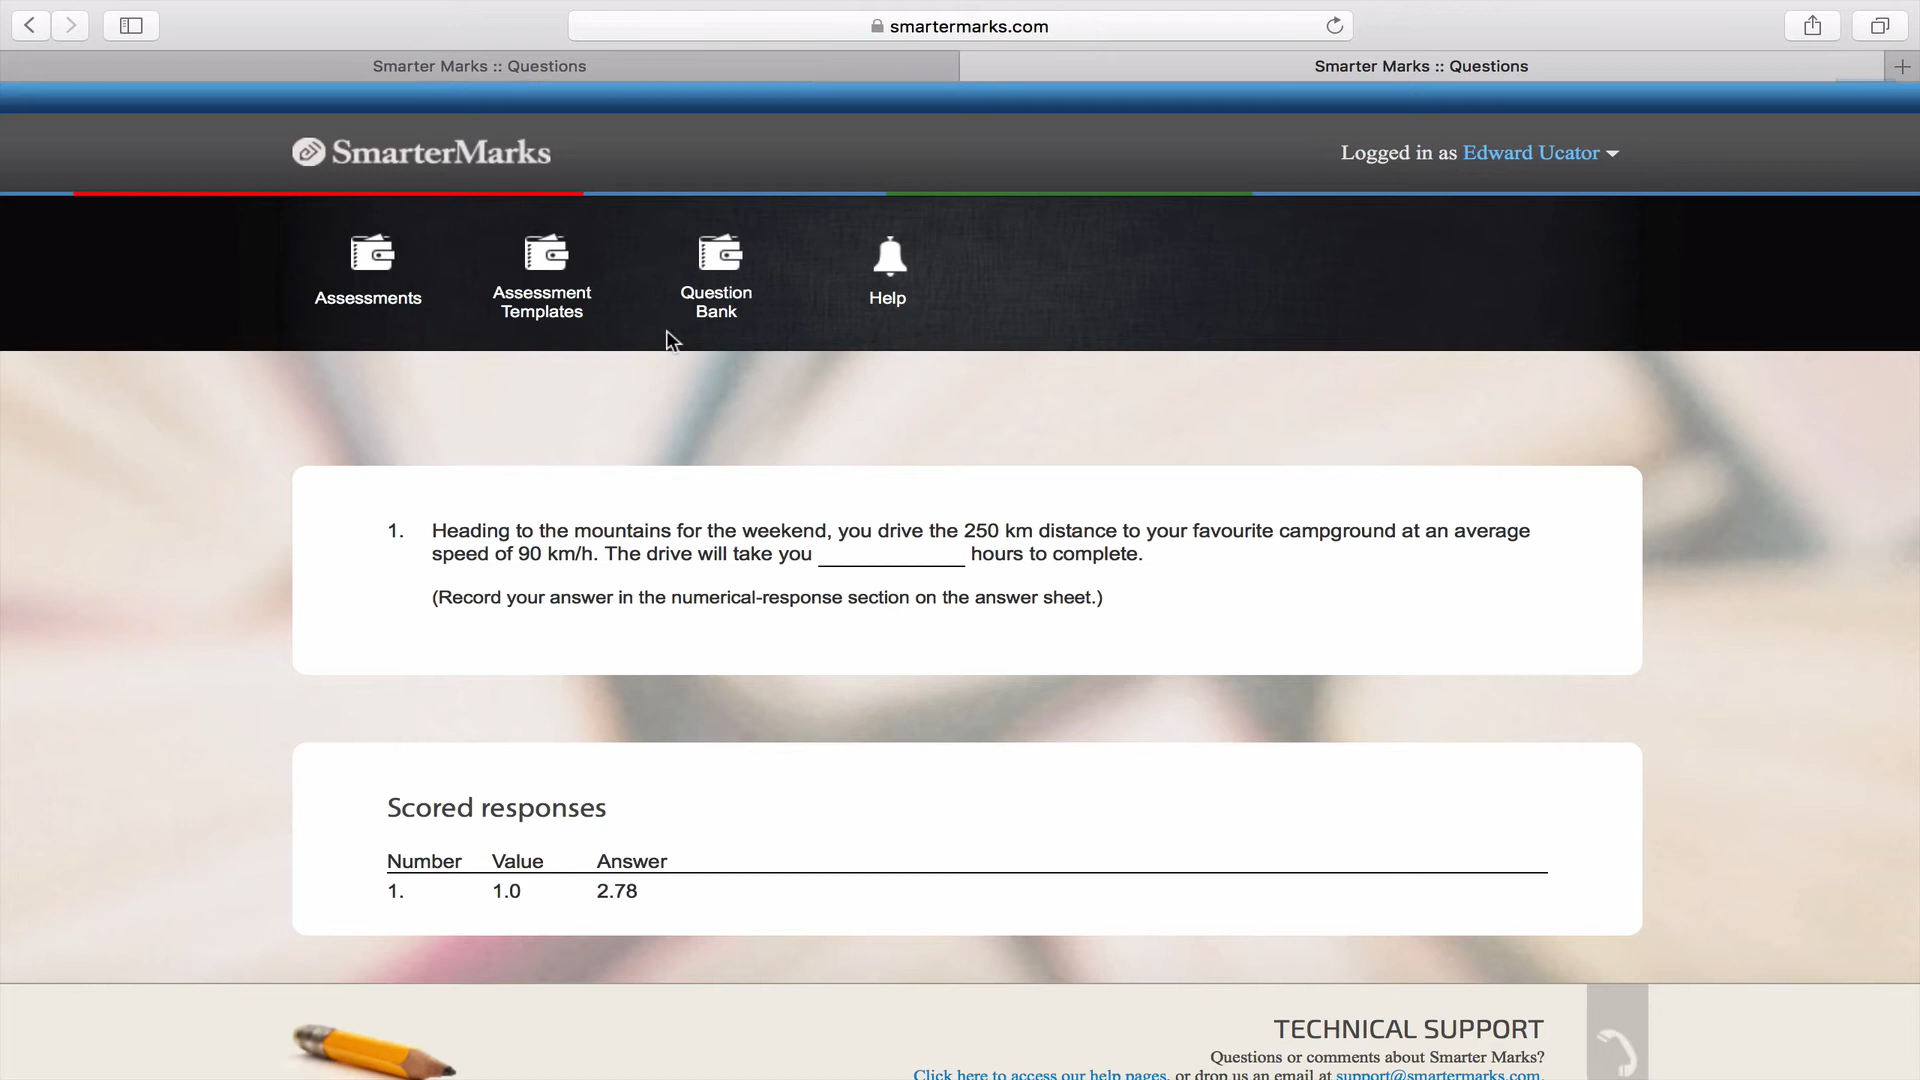 smartermarks.com
Smarter Marks :: Questions
Smarter Marks :: Questions
SmarterMarks
Logged in as Edward Ucator
Assessments
Assessment
Templates
Question
Bank
Help
1. Heading to the mountains for the weekend, you drive the 250 km distance to your favourite campground at an average
speed of 90 km/h. The drive will take you ____________ hours to complete.
(Record your answer in the numerical-response section on the answer sheet.)
Scored responses
Number Value Answer
1. 1.0 2.78
TECHNICAL SUPPORT
Questions or comments about Smarter Marks?
Click here to access our help pages, or drop us an email at support@smartermarks.com.